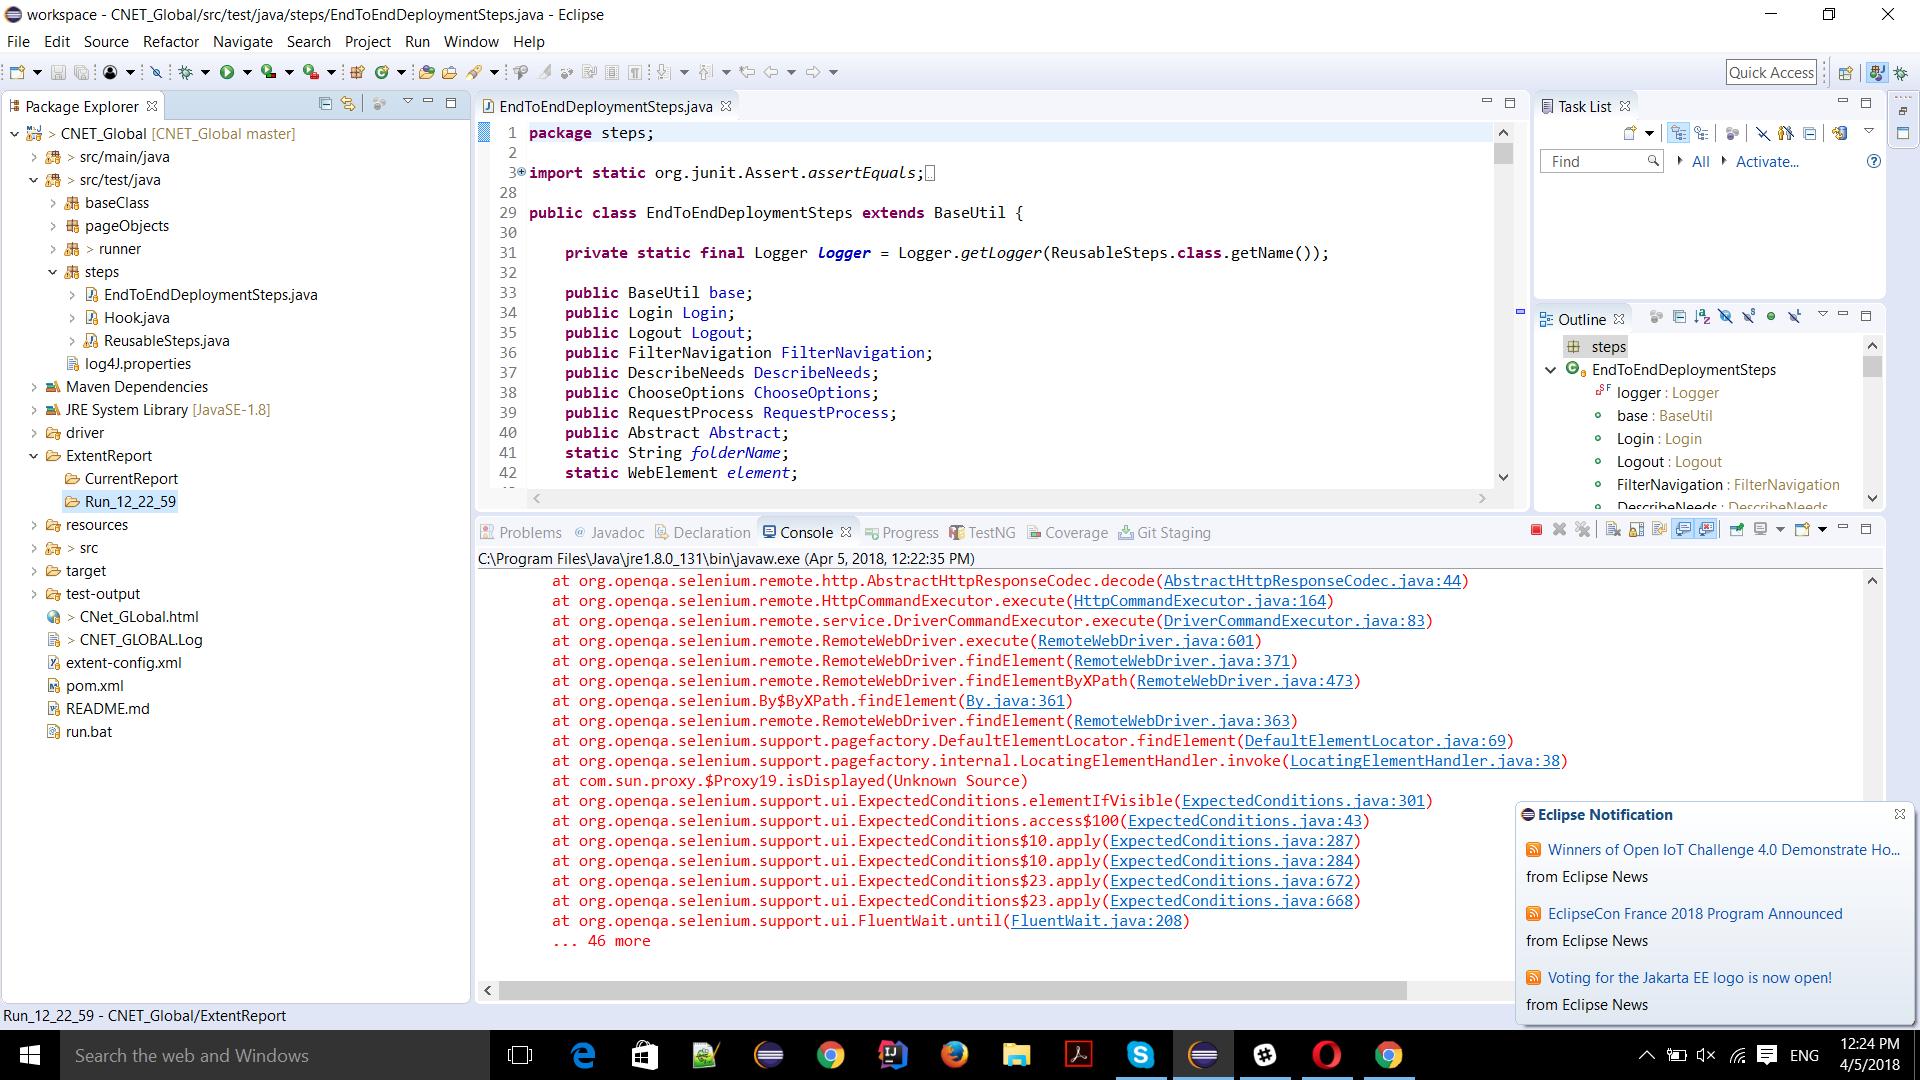 workspace - CNET_Global/src/test/java/steps/EndToEndDeploymentSteps.java - Eclipse
File Edit Source Refactor Navigate Search Project Run Window Help
Quick Access
Package Explorer
> CNET_Global [CNET_Global master]
> src/main/java
> src/test/java
baseClass
pageObjects
> runner
steps
EndToEndDeploymentSteps.java
Hook.java
ReusableSteps.java
log4J.properties
Maven Dependencies
JRE System Library [JavaSE-1.8]
driver
ExtentReport
CurrentReport
Run_12_22_59
resources
> src
target
test-output
> CNet_GLobal.html
> CNET_GLOBAL.Log
extent-config.xml
pom.xml
README.md
run.bat
EndToEndDeploymentSteps.java
1 package steps;
2
3 import static org.junit.Assert.assertEquals;
28
29 public class EndToEndDeploymentSteps extends BaseUtil {
30
31 private static final Logger logger = Logger.getLogger(ReusableSteps.class.getName());
32
33 public BaseUtil base;
34 public Login Login;
35 public Logout Logout;
36 public FilterNavigation FilterNavigation;
37 public DescribeNeeds DescribeNeeds;
38 public ChooseOptions ChooseOptions;
39 public RequestProcess RequestProcess;
40 public Abstract Abstract;
41 static String folderName;
42 static WebElement element;
Task List
Find All Activate...
Outline
steps
EndToEndDeploymentSteps
logger : Logger
base : BaseUtil
Login : Login
Logout : Logout
FilterNavigation : FilterNavigation
DescribeNeeds : DescribeNeeds
Problems Javadoc Declaration Console Progress TestNG Coverage Git Staging
C:\Program Files\Java\jre1.8.0_131\bin\javaw.exe (Apr 5, 2018, 12:22:35 PM)
at org.openqa.selenium.remote.http.AbstractHttpResponseCodec.decode(AbstractHttpResponseCodec.java:44)
at org.openqa.selenium.remote.HttpCommandExecutor.execute(HttpCommandExecutor.java:164)
at org.openqa.selenium.remote.service.DriverCommandExecutor.execute(DriverCommandExecutor.java:83)
at org.openqa.selenium.remote.RemoteWebDriver.execute(RemoteWebDriver.java:601)
at org.openqa.selenium.remote.RemoteWebDriver.findElement(RemoteWebDriver.java:371)
at org.openqa.selenium.remote.RemoteWebDriver.findElementByXPath(RemoteWebDriver.java:473)
at org.openqa.selenium.By$ByXPath.findElement(By.java:361)
at org.openqa.selenium.remote.RemoteWebDriver.findElement(RemoteWebDriver.java:363)
at org.openqa.selenium.support.pagefactory.DefaultElementLocator.findElement(DefaultElementLocator.java:69)
at org.openqa.selenium.support.pagefactory.internal.LocatingElementHandler.invoke(LocatingElementHandler.java:38)
at com.sun.proxy.$Proxy19.isDisplayed(Unknown Source)
at org.openqa.selenium.support.ui.ExpectedConditions.elementIfVisible(ExpectedConditions.java:301)
at org.openqa.selenium.support.ui.ExpectedConditions.access$100(ExpectedConditions.java:43)
at org.openqa.selenium.support.ui.ExpectedConditions$10.apply(ExpectedConditions.java:287)
at org.openqa.selenium.support.ui.ExpectedConditions$10.apply(ExpectedConditions.java:284)
at org.openqa.selenium.support.ui.ExpectedConditions$23.apply(ExpectedConditions.java:672)
at org.openqa.selenium.support.ui.ExpectedConditions$23.apply(ExpectedConditions.java:668)
at org.openqa.selenium.support.ui.FluentWait.until(FluentWait.java:208)
... 46 more
Eclipse Notification
Winners of Open IoT Challenge 4.0 Demonstrate Ho...
from Eclipse News
EclipseCon France 2018 Program Announced
from Eclipse News
Voting for the Jakarta EE logo is now open!
from Eclipse News
Run_12_22_59 - CNET_Global/ExtentReport
Search the web and Windows
ENG
12:24 PM
4/5/2018